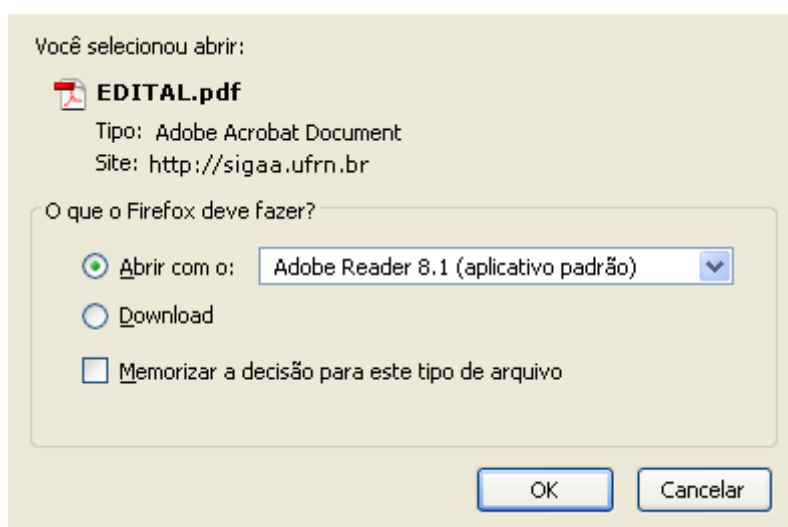 Você selecionou abrir:
EDITAL.pdf
Tipo: Adobe Acrobat Document
Site: http://sigaa.ufrn.br
O que o Firefox deve fazer?
Abrir com o: Adobe Reader 8.1 (aplicativo padrão)
Download
Memorizar a decisão para este tipo de arquivo
OK Cancelar